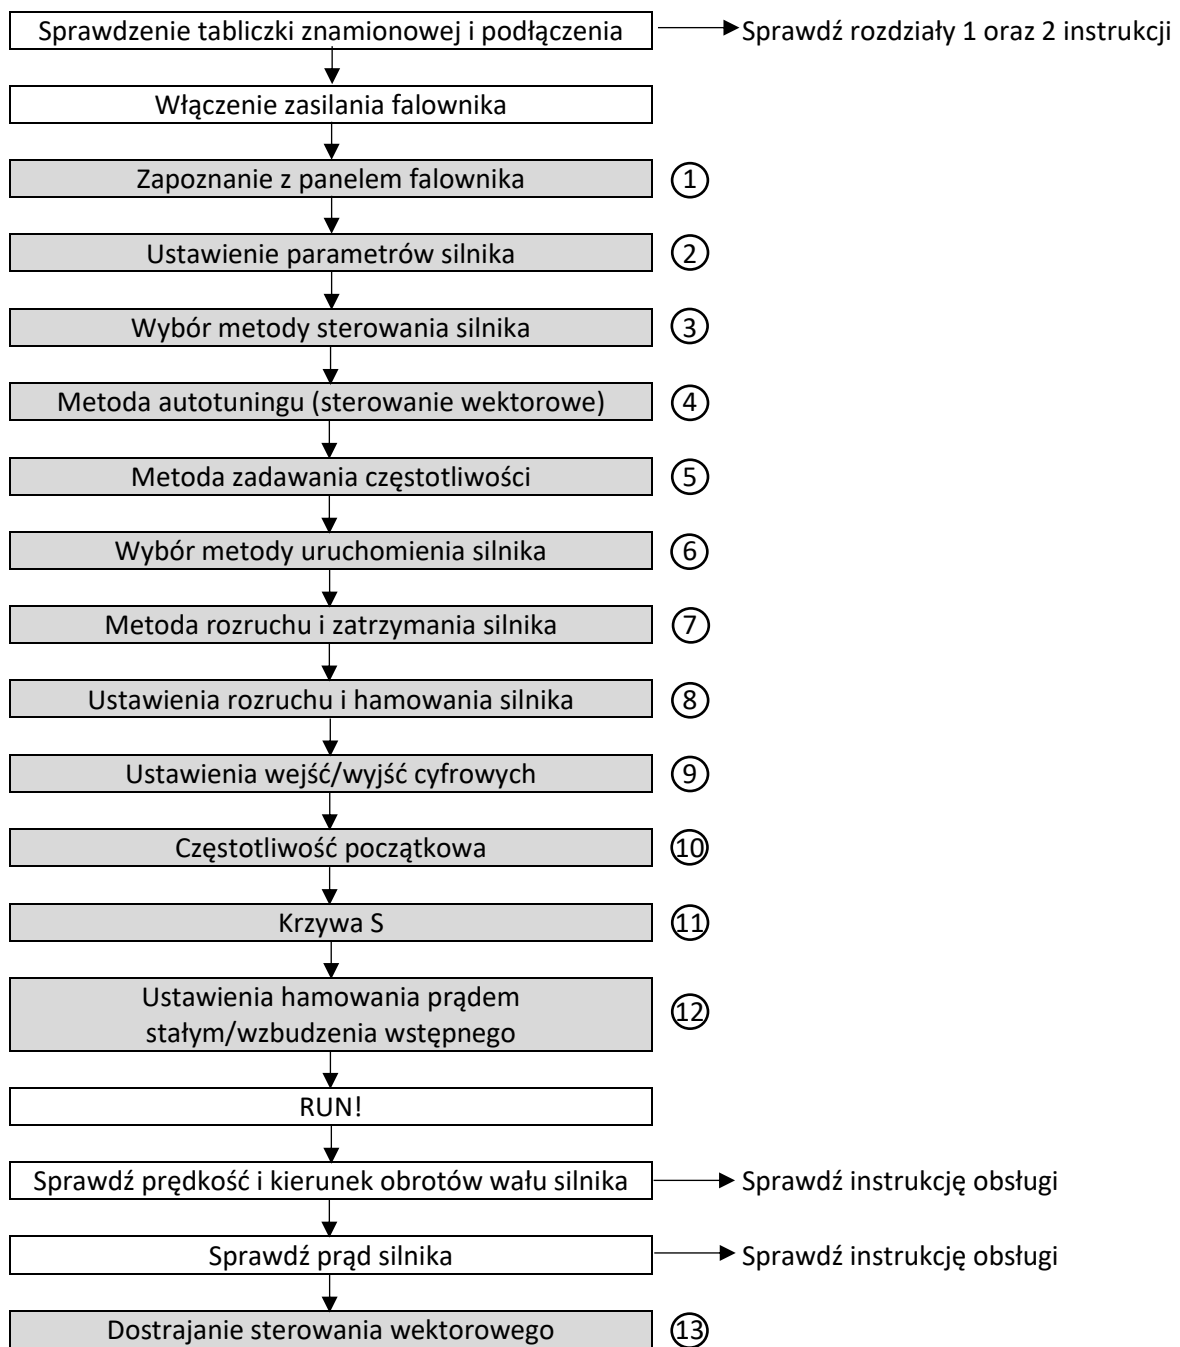 Sprawdzenie tabliczki znamionowej i podłączenia
Sprawdź rozdziały 1 oraz 2 instrukcji
Włączenie zasilania falownika
Zapoznanie z panelem falownika
1
Ustawienie parametrów silnika
2
Wybór metody sterowania silnika
3
Metoda autotuningu (sterowanie wektorowe)
4
Metoda zadawania częstotliwości
5
Wybór metody uruchomienia silnika
6
Metoda rozruchu i zatrzymania silnika
7
Ustawienia rozruchu i hamowania silnika
8
Ustawienia wejść/wyjść cyfrowych
9
Częstotliwość początkowa
10
Krzywa S
11
Ustawienia hamowania prądem
stałym/wzbudzenia wstępnego
12
RUN!
Sprawdź prędkość i kierunek obrotów wału silnika
Sprawdź instrukcję obsługi
Sprawdź prąd silnika
Sprawdź instrukcję obsługi
Dostrajanie sterowania wektorowego
13